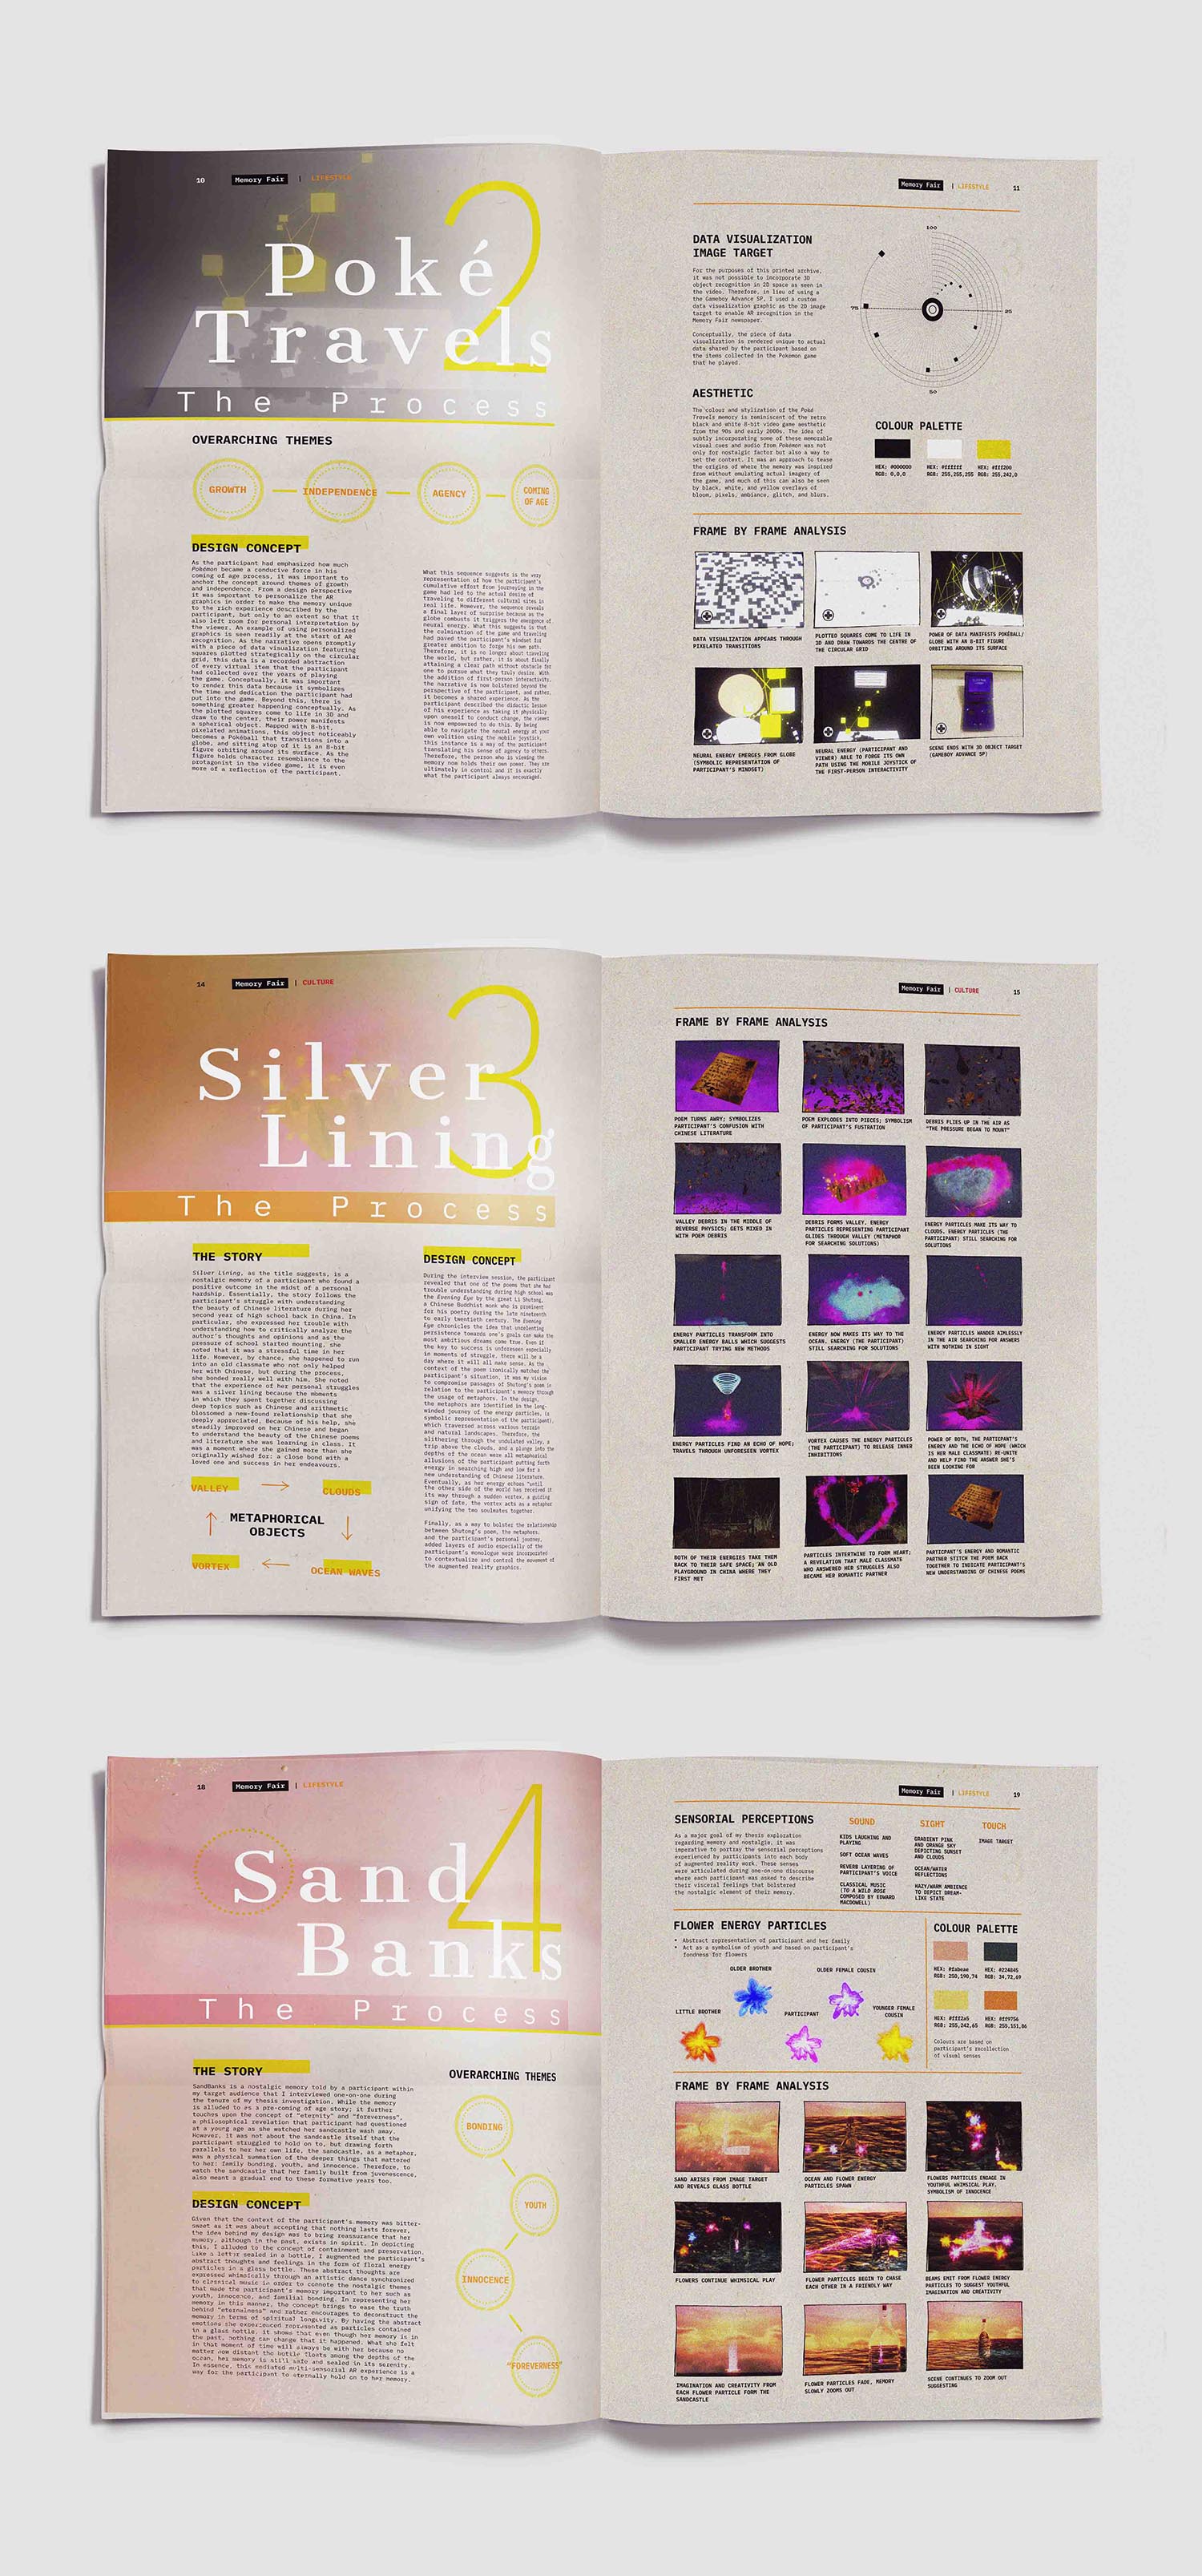 10 Memory Fair | LIFESTYLE
2
Poké
Travels
The Process
OVERARCHING THEMES
GROWTH
INDEPENDENCE
AGENCY
COMING
OF AGE
DESIGN CONCEPT
As the participant had emphasized how much
Pokémon became a conducive force in his
coming of age process, it was important to
anchor the concept around themes of growth
and independence. From a design perspective
it was important to personalize the AR
graphics in order to make the memory unique
to the rich experience described by the
participant, but only to an extent so that it
also left room for personal interpretation by
the viewer. An example of using personalized
graphics is seen readily at the start of AR
recognition. As the narrative opens promptly
with a piece of data visualization featuring
squares plotted strategically on the circular
grid, this data is a recorded abstraction
of every virtual item that the participant
had collected over the years of playing
the game. Conceptually, it was important
to render this data because it symbolizes
the time and dedication the participant had
put into the game. Beyond this, there is
something greater happening conceptually. As
the plotted squares come to life in 3D and
draw to the center, their power manifests
a spherical object. Mapped with 8-bit,
pixelated animations, this object noticeably
becomes a Pokéball that transitions into a
globe, and sitting atop of it is an 8-bit
figure orbiting around its surface. As the
figure holds character resemblance to the
protagonist in the video game, it is even
more of a reflection of the participant.
What this sequence suggests is the very
representation of how the participant's
cumulative effort from journeying in the
game had led to the actual desire of
traveling to different cultural sites in
real life. However, the sequence reveals
a final layer of surprise because as the
globe combusts it triggers the emergence of
neural energy. What this suggests is that
the culmination of the game and traveling
had paved the participant's mindset for
greater ambition to forge his own path.
Therefore, it is no longer about traveling
the world, but rather, it is about finally
attaining a clear path without obstacle for
one to pursue what they truly desire. With
the addition of first-person interactivity,
the narrative is now bolstered beyond the
perspective of the participant, and rather,
it becomes a shared experience. As the
participant described the didactic lesson
of his experience as taking it physically
upon oneself to conduct change, the viewer
is now empowered to do this. By being
able to navigate the neural energy at your
own volition using the mobile joystick,
this instance is a way of the participant
translating his sense of agency to others.
Therefore, the person who is viewing the
memory now holds their own power. They are
ultimately in control and it is exactly
what the participant always encouraged.
Memory Fair | LIFESTYLE 11
DATA VISUALIZATION
IMAGE TARGET
For the purposes of this printed archive,
it was not possible to incorporate 3D
object recognition in 2D space as seen in
the video. Therefore, in lieu of using a
the Gameboy Advance SP, I used a custom
data visualization graphic as the 2D image
target to enable AR recognition in the
Memory Fair newspaper.
Conceptually, the piece of data
visualization is rendered unique to actual
data shared by the participant based on
the items collected in the Pokémon game
that he played.
100
75
25
50
AESTHETIC
The colour and stylization of the Poké
Travels memory is reminiscent of the retro
black and white 8-bit video game aesthetic
from the 90s and early 2000s. The idea of
subtly incorporating some of these memorable
visual cues and audio from Pokémon was not
only for nostalgic factor but also a way to
set the context. It was an approach to tease
the origins of where the memory was inspired
from without emulating actual imagery of
the game, and much of this can also be seen
by black, white, and yellow overlays of
bloom, pixels, ambiance, glitch, and blurs.
COLOUR PALETTE
HEX: #000000
RGB: 0,0,0
HEX: #ffffff
RGB: 255,255,255
HEX: #fff200
RGB: 255,242,0
FRAME BY FRAME ANALYSIS
DATA VISUALIZATION APPEARS THROUGH
PIXELATED TRANSITIONS
PLOTTED SQUARES COME TO LIFE IN
3D AND DRAW TOWARDS THE CENTRE OF
THE CIRCULAR GRID
POWER OF DATA MANIFESTS POKÉBALL/
GLOBE WITH AN 8-BIT FIGURE
ORBITING AROUND ITS SURFACE
NEURAL ENERGY EMERGES FROM GLOBE
(SYMBOLIC REPRESENTATION OF
PARTICIPANT'S MINDSET)
NEURAL ENERGY (PARTICIPANT AND
VIEWER) ABLE TO FORGE ITS OWN
PATH USING THE MOBILE JOYSTICK OF
THE FIRST-PERSON INTERACTIVITY
SCENE ENDS WITH 3D OBJECT TARGET
(GAMEBOY ADVANCE SP)
14 Memory Fair | CULTURE
3
Silver
Lining
The Process
THE STORY
Silver Lining, as the title suggests, is a
nostalgic memory of a participant who found a
positive outcome in the midst of a personal
hardship. Essentially, the story follows the
participant's struggle with understanding
the beauty of Chinese literature during her
second year of high school back in China. In
particular, she expressed her trouble with
understanding how to critically analyze the
author's thoughts and opinions and as the
pressure of school started mounting, she
noted that it was a stressful time in her
life. However, by chance, she happened to run
into an old classmate who not only helped
her with Chinese, but during the process,
she bonded really well with him. She noted
that the experience of her personal struggles
was a silver lining because the moments
in which they spent together discussing
deep topics such as Chinese and arithmetic
blossomed a new-found relationship that she
deeply appreciated. Because of his help, she
steadily improved on her Chinese and began
to understand the beauty of the Chinese poems
and literature she was learning in class. It
was a moment where she gained more than she
originally wished for: a close bond with a
loved one and success in her endeavours.
VALLEY
CLOUDS
METAPHORICAL
OBJECTS
VORTEX
OCEAN WAVES
DESIGN CONCEPT
During the interview session, the participant
revealed that one of the poems that she had
trouble understanding during high school was
the Evening Eye by the great Li Shutong,
a Chinese Buddhist monk who is prominent
for his poetry during the late nineteenth
to early twentieth century. The Evening
Eye chronicles the idea that unrelenting
persistence towards one's goals can make the
most ambitious dreams come true. Even if
the key to success is unforeseen especially
in moments of struggle, there will be a
day where it will all make sense. As the
context of the poem ironically matched the
participant's situation, it was my vision
to compromise passages of Shutong's poem in
relation to the participant's memory through
the usage of metaphors. In the design,
the metaphors are identified in the long-
winded journey of the energy particles, (a
symbolic representation of the participant),
which traversed across various terrain
and natural landscapes. Therefore, the
slithering through the undulated valley, a
trip above the clouds, and a plunge into the
depths of the ocean were all metaphorical
allusions of the participant putting forth
energy in searching high and low for a
new understanding of Chinese literature.
Eventually, as her energy echoes "until
the other side of the world has received it
its way through a sudden vortex, a guiding
sign of fate, the vortex acts as a metaphor
unifying the two soulmates together.
Finally, as a way to bolster the relationship
between Shutong's poem, the metaphors,
and the participant's personal journey,
added layers of audio especially of the
participant's monologue were incorporated
to contextualize and control the movement of
the augmented reality graphics.
Memory Fair | CULTURE 15
FRAME BY FRAME ANALYSIS
POEM TURNS AWRY; SYMBOLIZES
PARTICIPANT'S CONFUSION WITH
CHINESE LITERATURE
POEM EXPLODES INTO PIECES; SYMBOLISM
OF PARTICIPANT'S FUSTRATION
DEBRIS FLIES UP IN THE AIR AS
"THE PRESSURE BEGAN TO MOUNT"
VALLEY DEBRIS IN THE MIDDLE OF
REVERSE PHYSICS; GETS MIXED IN
WITH POEM DEBRIS
DEBRIS FORMS VALLEY. ENERGY
PARTICLES REPRESENTING PARTICIPANT
GLIDES THROUGH VALLEY (METAPHOR
FOR SEARCHING SOLUTIONS)
ENERGY PARTICLES MAKE ITS WAY TO
CLOUDS. ENERGY PARTICLES (THE
PARTICIPANT) STILL SEARCHING FOR
SOLUTIONS
ENERGY PARTICLES TRANSFORM INTO
SMALLER ENERGY BALLS WHICH SUGGESTS
PARTICIPANT TRYING NEW METHODS
ENERGY NOW MAKES ITS WAY TO THE
OCEAN, ENERGY (THE PARTICIPANT)
STILL SEARCHING FOR SOLUTIONS
ENERGY PARTICLES WANDER AIMLESSLY
IN THE AIR SEARCHING FOR ANSWERS
WITH NOTHING IN SIGHT
ENERGY PARTICLES FIND AN ECHO OF HOPE;
TRAVELS THROUGH UNFORESEEN VORTEX
VORTEX CAUSES THE ENERGY PARTICLES
(THE PARTICIPANT) TO RELEASE INNER
INHIBITIONS
POWER OF BOTH, THE PARTICIPANT'S
ENERGY AND THE ECHO OF HOPE (WHICH
IS HER MALE CLASSMATE) RE-UNITE
AND HELP FIND THE ANSWER SHE'S
BEEN LOOKING FOR
BOTH OF THEIR ENERGIES TAKE THEM
BACK TO THEIR SAFE SPACE; AN OLD
PLAYGROUND IN CHINA WHERE THEY
FIRST MET
PARTICLES INTERTWINE TO FORM HEART;
A REVELATION THAT MALE CLASSMATE
WHO ANSWERED HER STRUGGLES ALSO
BECAME HER ROMANTIC PARTNER
PARTICPANT'S ENERGY AND ROMANTIC
PARTNER STITCH THE POEM BACK
TOGETHER TO INDICATE PARTICIPANT'S
NEW UNDERSTANDING OF CHINESE POEMS
18 Memory Fair | LIFESTYLE
4
Sand
Banks
The Process
THE STORY
SandBanks is a nostalgic memory told by a participant within
my target audience that I interviewed one-on-one during
the tenure of my thesis investigation. While the memory
is alluded to as a pre-coming of age story; it further
touches upon the concept of "eternity" and "foreverness",
a philosophical revelation that participant had questioned
at a young age as she watched her sandcastle wash away.
However, it was not about the sandcastle itself that the
participant struggled to hold on to, but drawing forth
parallels to her own life, the sandcastle, as a metaphor,
was a physical summation of the deeper things that mattered
to her: family bonding, youth, and innocence. Therefore, to
watch the sandcastle that her family built from juvenescence,
also meant a gradual end to these formative years too.
DESIGN CONCEPT
Given that the context of the participant's memory was bitter-
sweet as it was about accepting that nothing lasts forever,
the idea behind my design was to bring reassurance that her
memory, although in the past, exists in spirit. In depicting
this, I alluded to the concept of containment and preservation.
Like a letter sealed in a bottle, I augmented the participant's
abstract thoughts and feelings in the form of floral energy
particles in a glass bottle. These abstract thoughts are
expressed whimsically through an artistic dance synchronized
to classical music in order to connote the nostalgic themes
that made the participant's memory important to her such as
youth, innocence, and familial bonding. In representing her
memory in this manner, the concept brings to ease the truth
behind "eternalness" and rather encourages to deconstruct the
memory in terms of spiritual longevity. By having the abstract
emotions she experienced represented as particles contained
in a glass bottle, it shows that even though her memory is in
the past, nothing can change that it happened. What she felt
in that moment of time will always be with her because no
matter how distant the bottle floats among the depths of the
ocean, her memory is still safe and sealed in its serenity.
In essence, this mediated multi-sensorial AR experience is a
way for the participant to eternally hold on to her memory.
OVERARCHING THEMES
BONDING
YOUTH
INNOCENCE
"FOREVERNESS"
Memory Fair | LIFESTYLE 19
SENSORIAL PERCEPTIONS
As a major goal of my thesis exploration
regarding memory and nostalgia, it was
imperative to portray the sensorial perceptions
experienced by participants into each body
of augmented reality work. These senses
were articulated during one-on-one discourse
where each participant was asked to describe
their visceral feelings that bolstered
the nostalgic element of their memory.
SOUND
KIDS LAUGHING AND
PLAYING
SOFT OCEAN WAVES
REVERB LAYERING OF
PARTICIPANT'S VOICE
CLASSICAL MUSIC
(TO A WILD ROSE
COMPOSED BY EDWARD
MACDOWELL)
SIGHT
GRADIENT PINK
AND ORANGE SKY
DEPICTING SUNSET
AND CLOUDS
OCEAN/WATER
REFLECTIONS
HAZY/WARM AMBIENCE
TO DEPICT DREAM-
LIKE STATE
TOUCH
IMAGE TARGET
FLOWER ENERGY PARTICLES
• Abstract representation of participant and her family
• Act as a symbolism of youth and based on participant's
fondness for flowers
OLDER BROTHER
OLDER FEMALE COUSIN
LITTLE BROTHER
PARTICIPANT
YOUNGER FEMALE
COUSIN
COLOUR PALETTE
HEX: #fabeae
RGB: 250,190,74
HEX: #224845
RGB: 34,72,69
HEX: #fff2a5
RGB: 255,242,65
HEX: #ff9756
RGB: 255,151,86
Colours are based on
participant's recollection
of visual senses
FRAME BY FRAME ANALYSIS
SAND ARISES FROM IMAGE TARGET
AND REVEALS GLASS BOTTLE
OCEAN AND FLOWER ENERGY
PARTICLES SPAWN
FLOWERS PARTICLES ENGAGE IN
YOUTHFUL WHIMSICAL PLAY.
SYMBOLISM OF INNOCENCE
FLOWERS CONTINUE WHIMSICAL PLAY
FLOWER PARTICLES BEGIN TO CHASE
EACH OTHER IN A FRIENDLY WAY
BEAMS EMIT FROM FLOWER ENERGY
PARTICLES TO SUGGEST YOUTHFUL
IMAGINATION AND CREATIVITY
IMAGINATION AND CREATIVITY FROM
EACH FLOWER PARTICLE FORM THE
SANDCASTLE
FLOWER PARTICLES FADE, MEMORY
SLOWLY ZOOMS OUT
SCENE CONTINUES TO ZOOM OUT
SUGGESTING